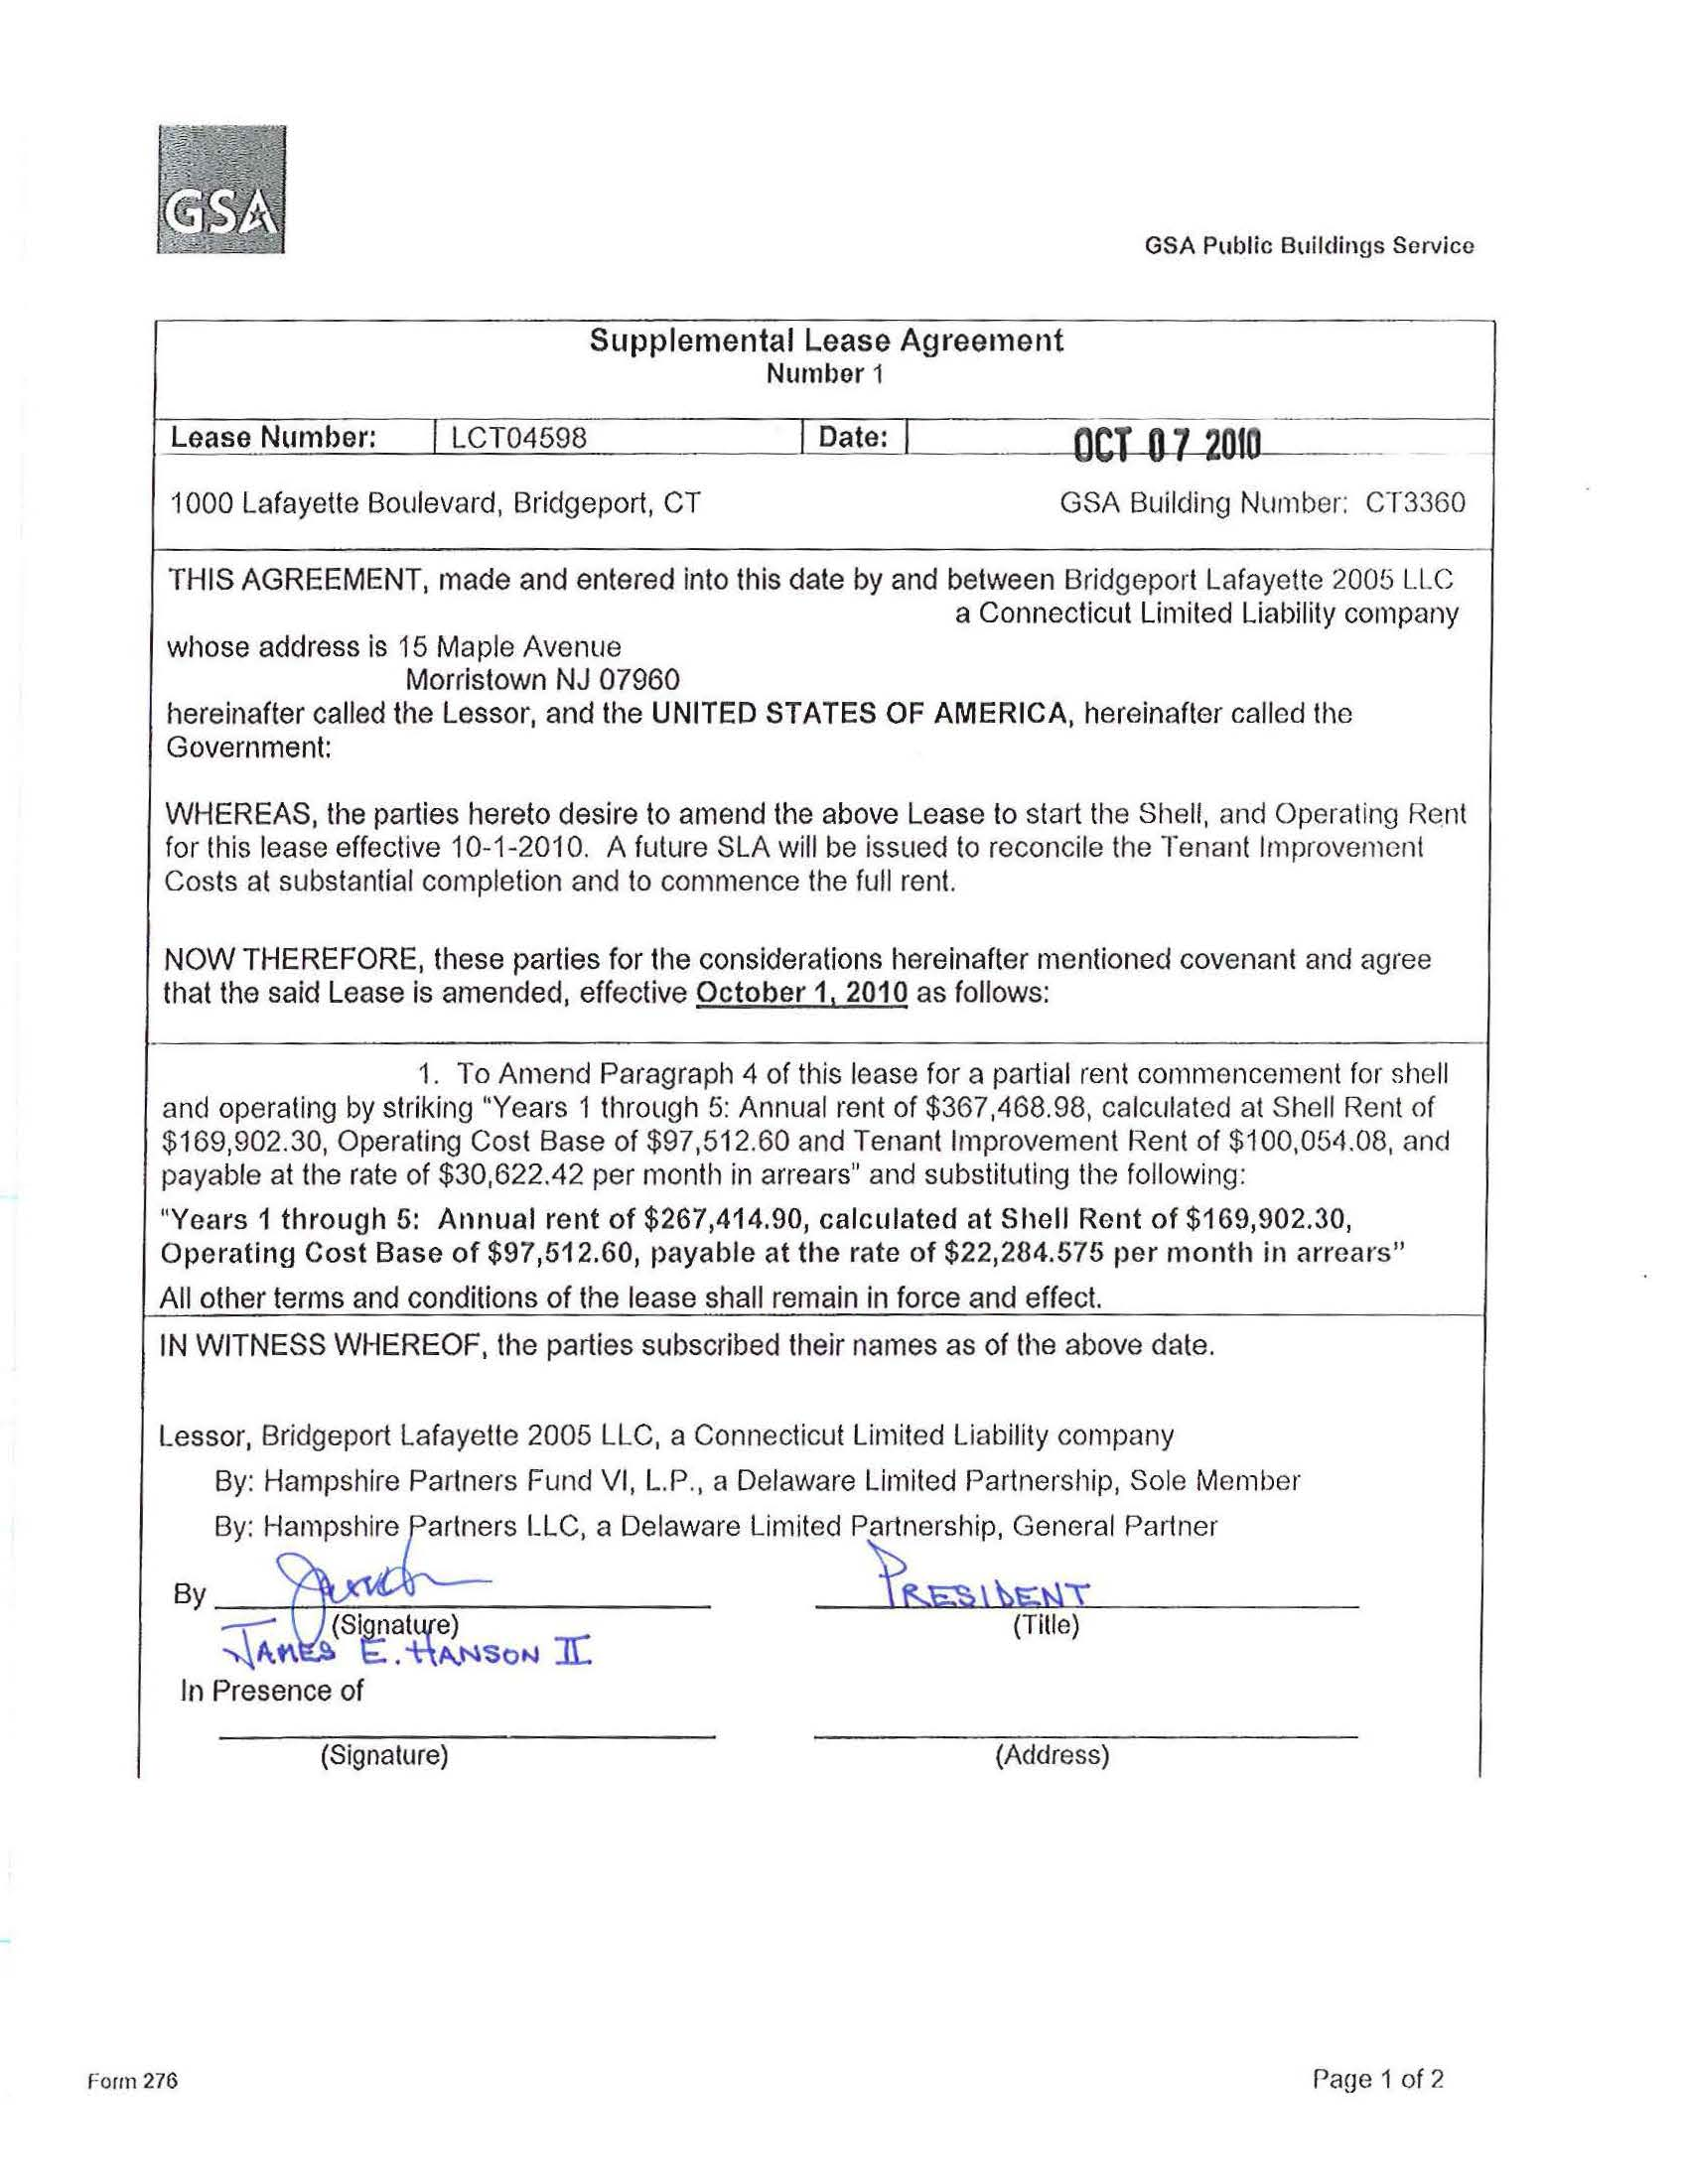 GSA
GSA Public Buildings Service
Supplemental Lease Agreement
Number 1
Lease Number: LCT04598 Date: OCT 07 2010
1000 Lafayette Boulevard, Bridgeport, CT GSA Building Number: CT3360
THIS AGREEMENT, made and entered into this date by and between Bridgeport Lafayette 2005 LLC
a Connecticut Limited Liability company
whose address is 15 Maple Avenue
Morristown NJ 07960
hereinafter called the Lessor, and the UNITED STATES OF AMERICA, hereinafter called the
Government:
WHEREAS, the parties hereto desire to amend the above Lease to start the Shell, and Operating Rent
for this lease effective 10-1-2010. A future SLA will be issued to reconcile the Tenant Improvement
Costs at substantial completion and to commence the full rent.
NOW THEREFORE, these parties for the considerations hereinafter mentioned covenant and agree
that the said Lease is amended, effective October 1, 2010 as follows:
1. To Amend Paragraph 4 of this lease for a partial rent commencement for shell
and operating by striking "Years 1 through 5: Annual rent of $367,468.98, calculated at Shell Rent of
$169,902.30, Operating Cost Base of $97,512.60 and Tenant Improvement Rent of $100,054.08, and
payable at the rate of $30,622.42 per month in arrears" and substituting the following:
"Years 1 through 5: Annual rent of $267,414.90, calculated at Shell Rent of $169,902.30,
Operating Cost Base of $97,512.60, payable at the rate of $22,284.575 per month in arrears"
All other terms and conditions of the lease shall remain in force and effect.
IN WITNESS WHEREOF, the parties subscribed their names as of the above date.
Lessor, Bridgeport Lafayette 2005 LLC, a Connecticut Limited Liability company
By: Hampshire Partners Fund VI, L.P., a Delaware Limited Partnership, Sole Member
By: Hampshire Partners LLC, a Delaware Limited Partnership, General Partner
By PRESIDENT
(Signature) (Title)
JAMES E. HANSON II
In Presence of
(Signature) (Address)
Form 276 Page 1 of 2